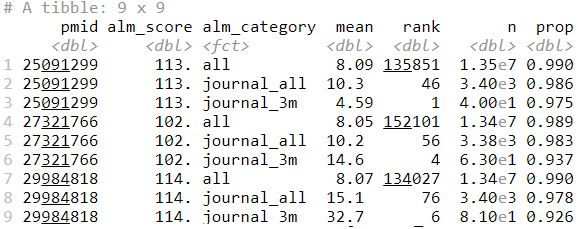 # A tibble: 9 x 9
pmid alm_score alm_category mean rank n prop
<dbl> <dbl> <fct> <dbl> <dbl> <dbl> <dbl>
1 25091299 113. all 8.09 135851 1.35e7 0.990
2 25091299 113. journal_all 10.3 46 3.40e3 0.986
3 25091299 113. journal_3m 4.59 1 4.00e1 0.975
4 27321766 102. all 8.05 152101 1.34e7 0.989
5 27321766 102. journal_all 10.2 56 3.38e3 0.983
6 27321766 102. journal_3m 14.6 4 6.30e1 0.937
7 29984818 114. all 8.07 134027 1.34e7 0.990
8 29984818 114. journal_all 15.1 76 3.40e3 0.978
9 29984818 114. journal_3m 32.7 6 8.10e1 0.926